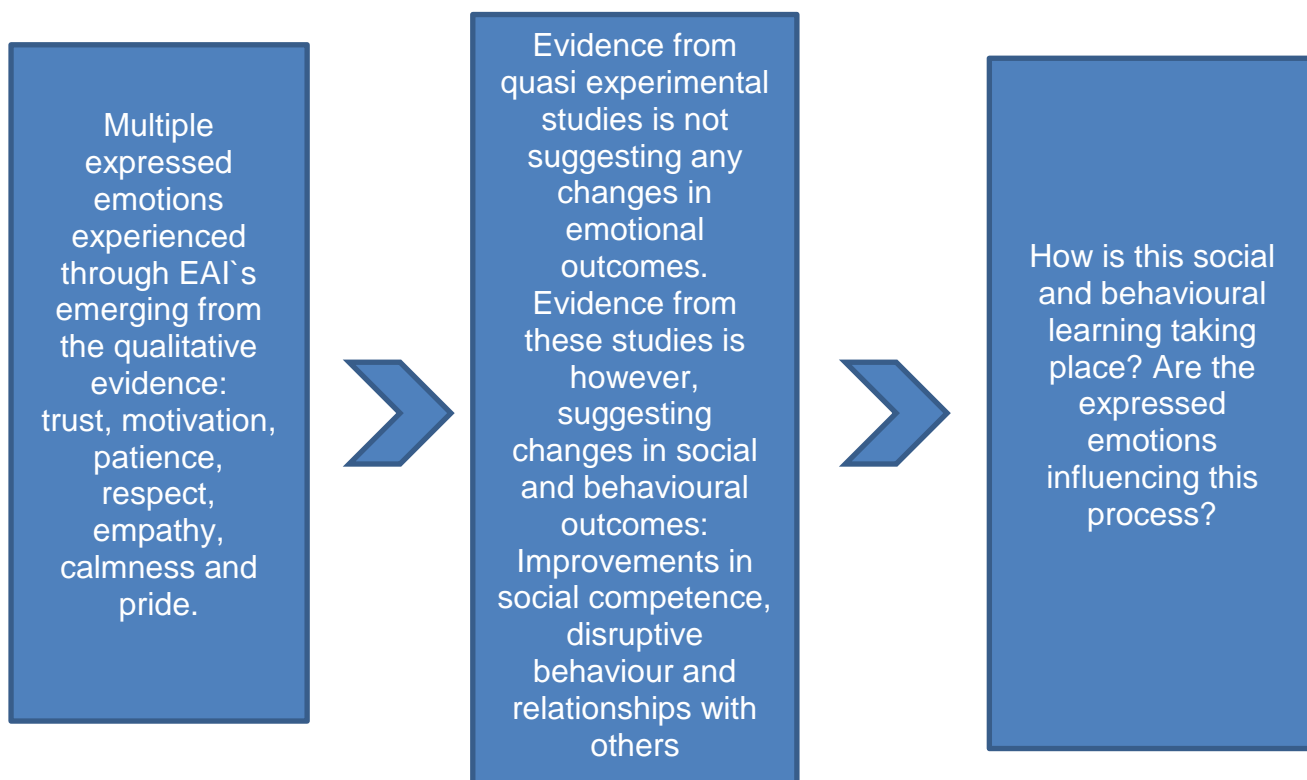 Multiple
expressed
emotions
experienced
through EAI`s
emerging from
the qualitative
evidence:
trust, motivation,
patience,
respect,
empathy,
calmness and
pride.
Evidence from
quasi experimental
studies is not
suggesting any
changes in
emotional
outcomes.
Evidence from
these studies is
however,
suggesting
changes in social
and behavioural
outcomes:
Improvements in
social competence,
disruptive
behaviour and
relationships with
others
How is this social
and behavioural
learning taking
place? Are the
expressed
emotions
influencing this
process?